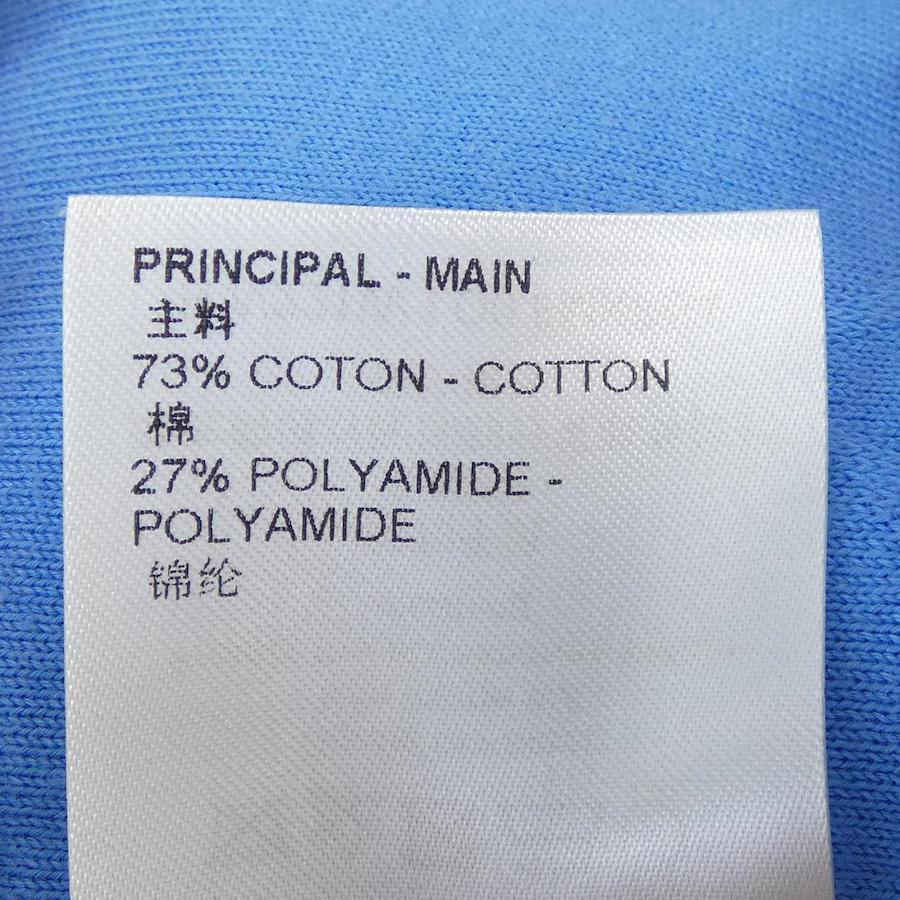 PRINCIPAL - MAIN
主料
73% COTON - COTTON
棉
27% POLYAMIDE -
POLYAMIDE
锦纶